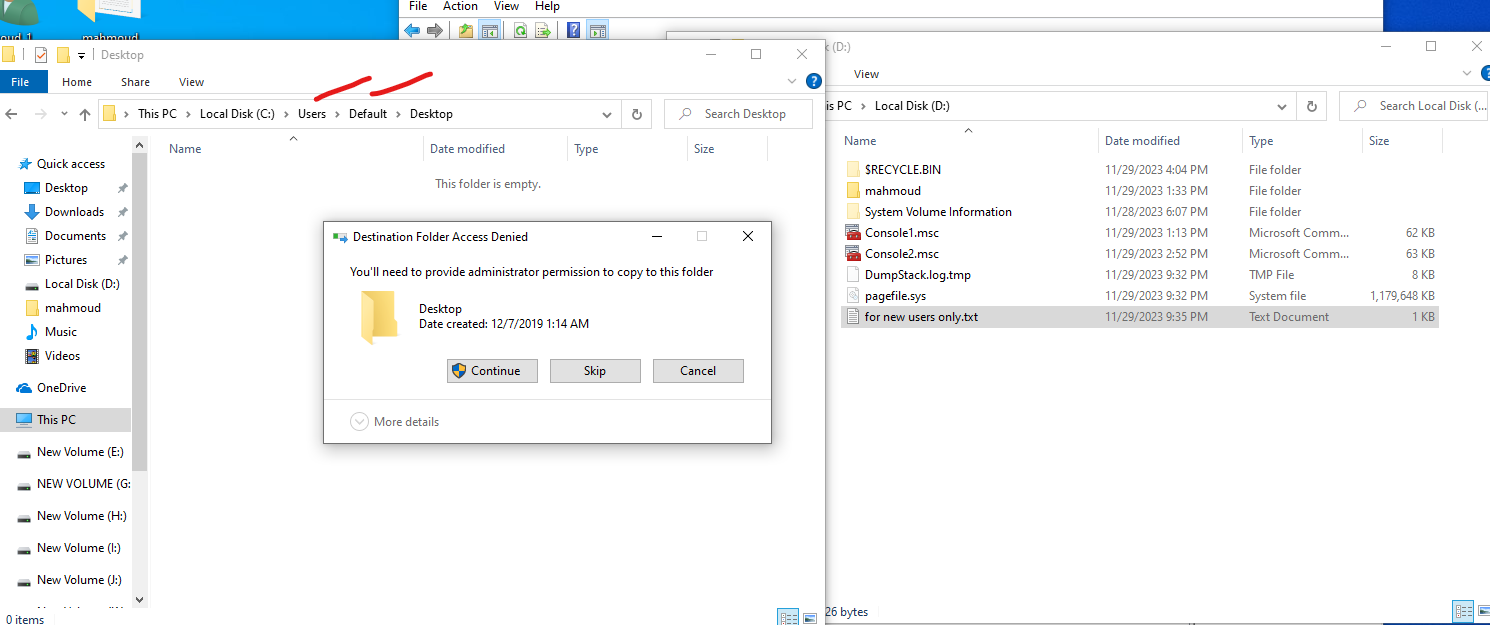 mahmoud
File Action View Help
Desktop
File Home Share View
This PC Local Disk (C:) Users Default Desktop
Search Desktop
Name Date modified Type Size
This folder is empty.
Quick access
Desktop
Downloads
Documents
Pictures
Local Disk (D:)
mahmoud
Music
Videos
OneDrive
This PC
New Volume (E:)
NEW VOLUME (G:
New Volume (H:)
New Volume (I:)
New Volume (J:)
0 items
Destination Folder Access Denied
You'll need to provide administrator permission to copy to this folder
Desktop
Date created: 12/7/2019 1:14 AM
Continue Skip Cancel
More details
(D:)
View
is PC Local Disk (D:)
Search Local Disk (...
Name Date modified Type Size
$RECYCLE.BIN 11/29/2023 4:04 PM File folder
mahmoud 11/29/2023 1:33 PM File folder
System Volume Information 11/28/2023 6:07 PM File folder
Console1.msc 11/29/2023 1:13 PM Microsoft Comm... 62 KB
Console2.msc 11/29/2023 2:52 PM Microsoft Comm... 63 KB
DumpStack.log.tmp 11/29/2023 9:32 PM TMP File 8 KB
pagefile.sys 11/29/2023 9:32 PM System file 1,179,648 KB
for new users only.txt 11/29/2023 9:35 PM Text Document 1 KB
26 bytes